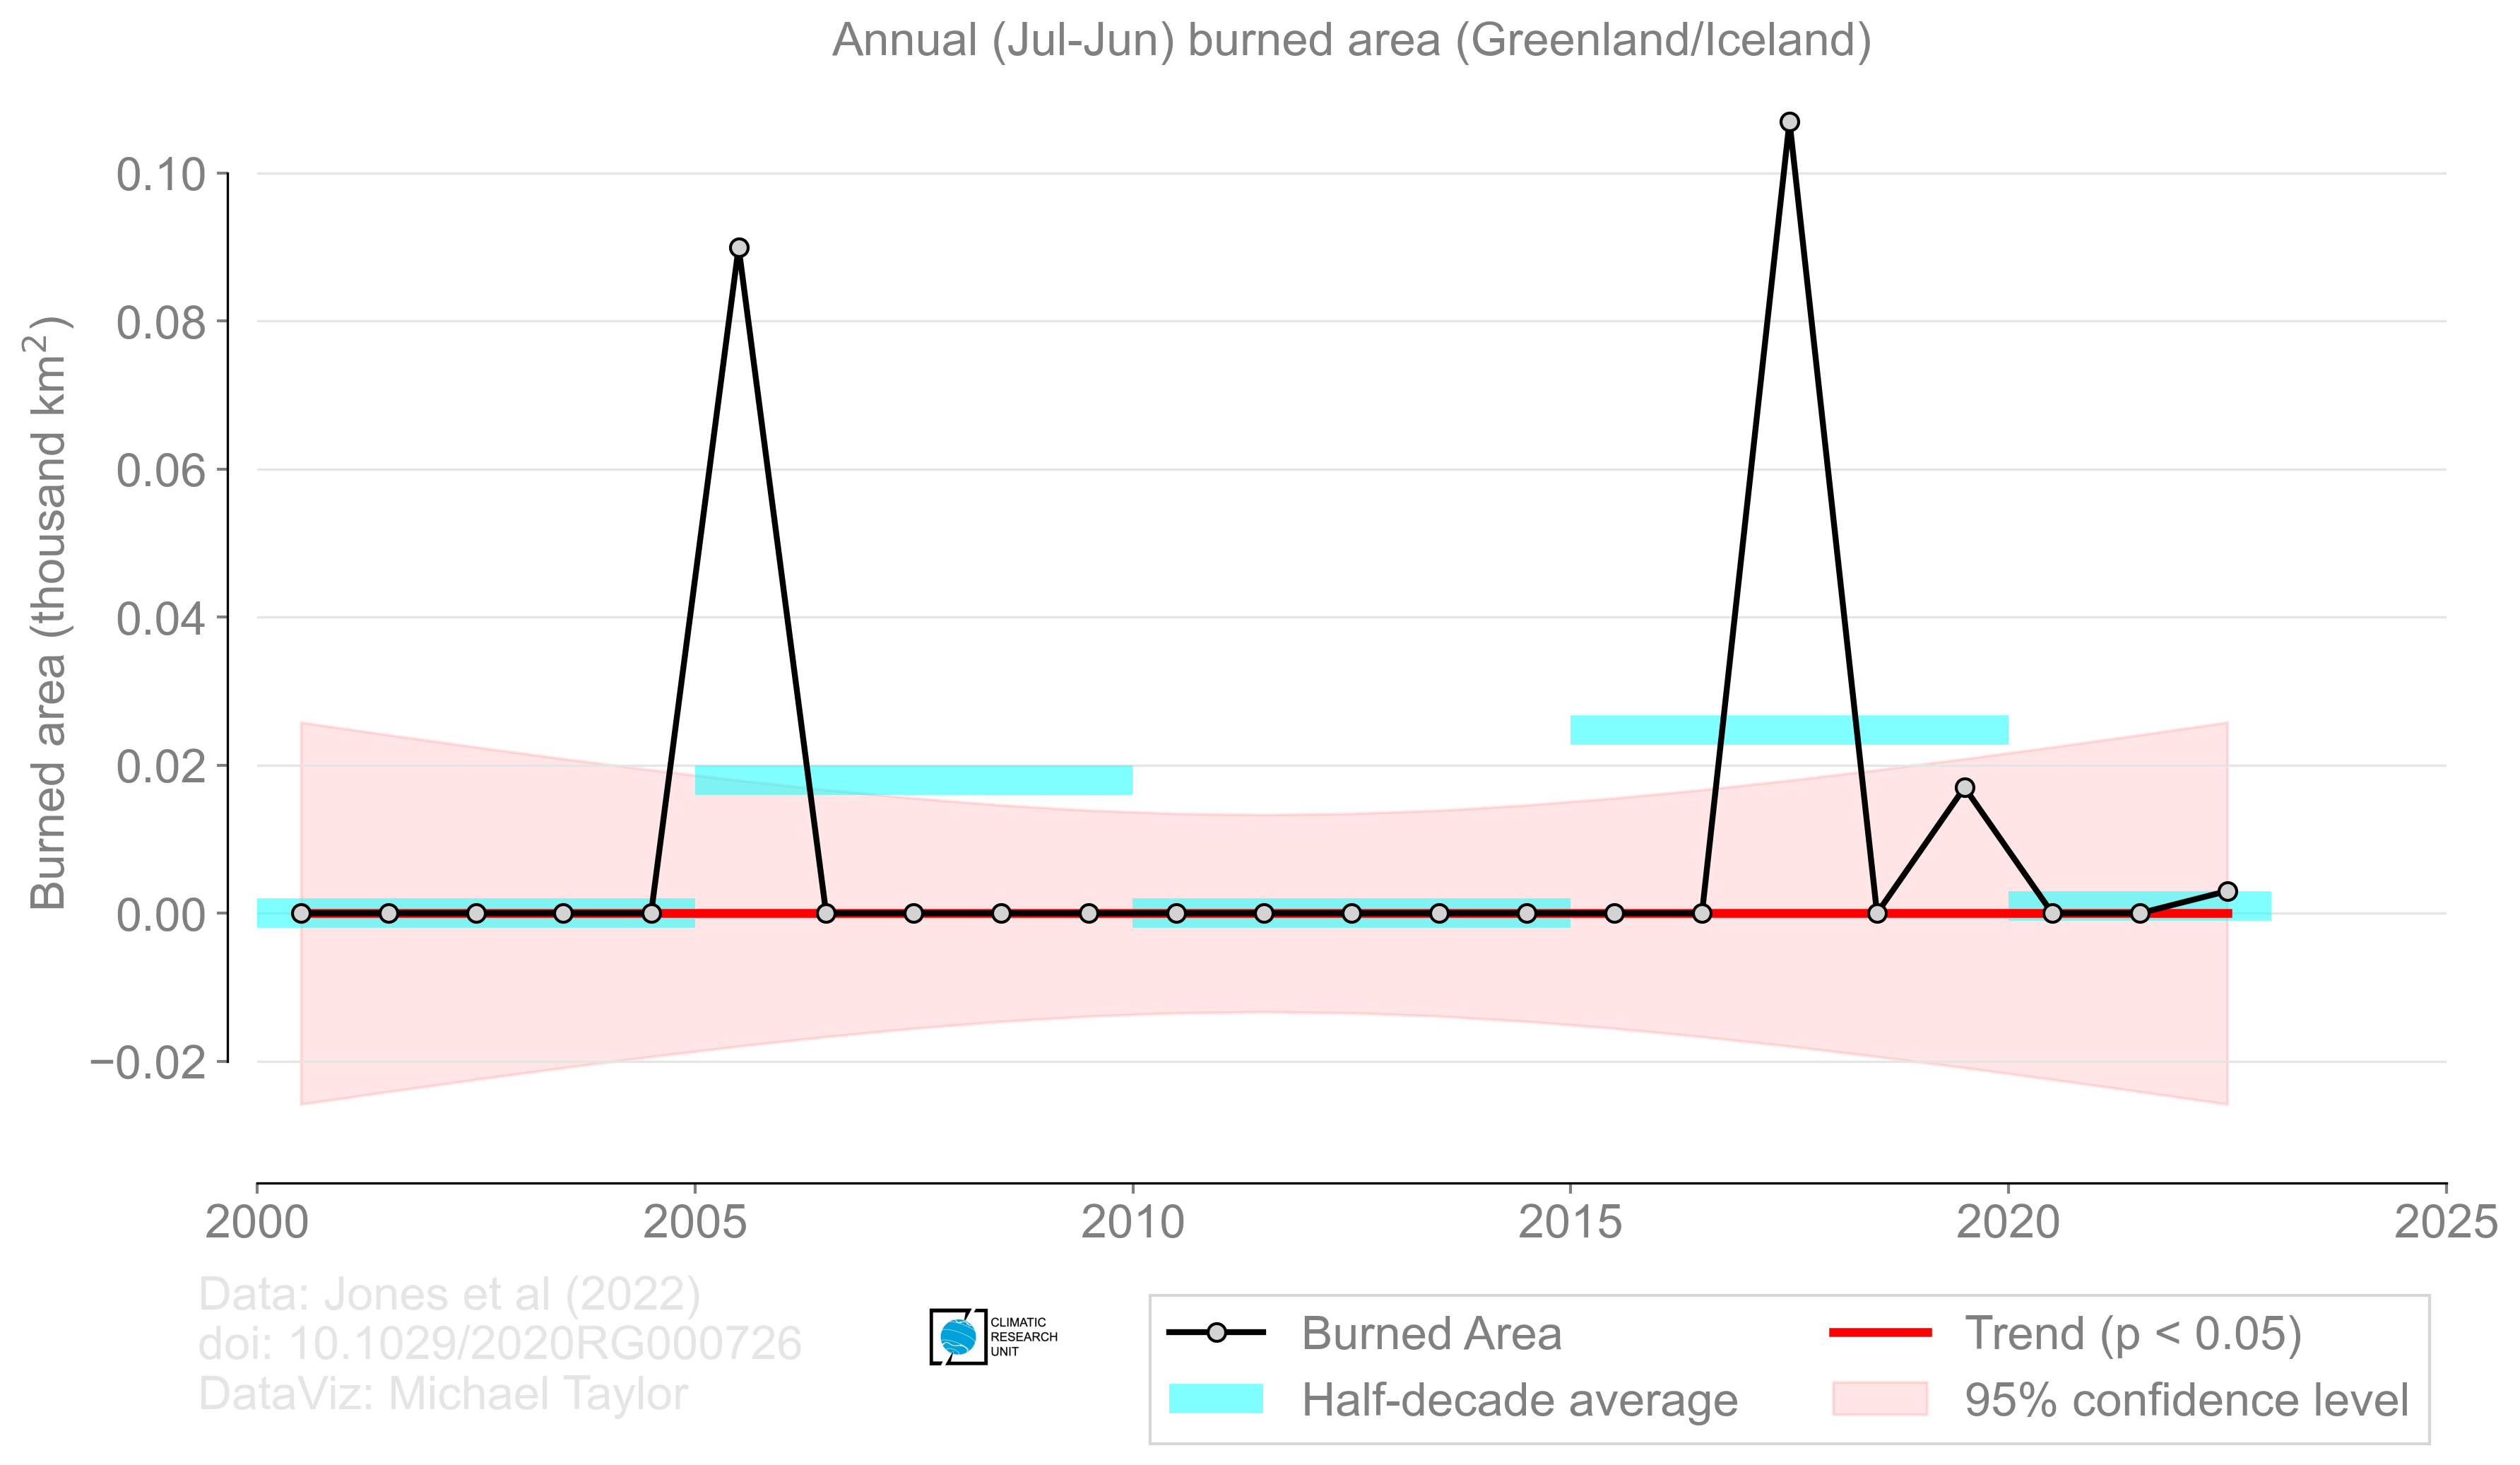 Annual (Jul-Jun) burned area (Greenland/Iceland)
Burned area (thousand km²)
0.10
0.08
0.06
0.04
0.02
0.00
−0.02
2000 2005 2010 2015 2020 2025
Data: Jones et al (2022)
doi: 10.1029/2020RG000726
DataViz: Michael Taylor
CLIMATIC
RESEARCH
UNIT
Burned Area
Half-decade average
Trend (p < 0.05)
95% confidence level